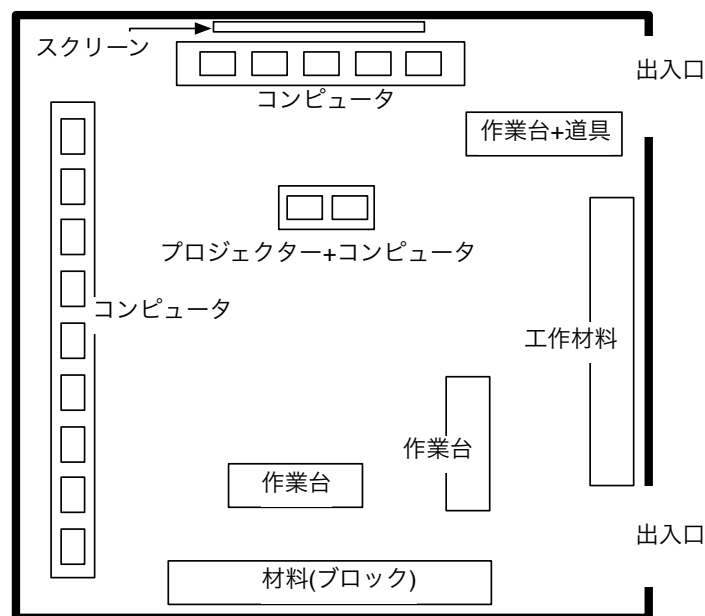 スクリーン
コンピュータ
出入口
作業台+道具
プロジェクター+コンピュータ
コンピュータ
工作材料
作業台
作業台
出入口
材料(ブロック)